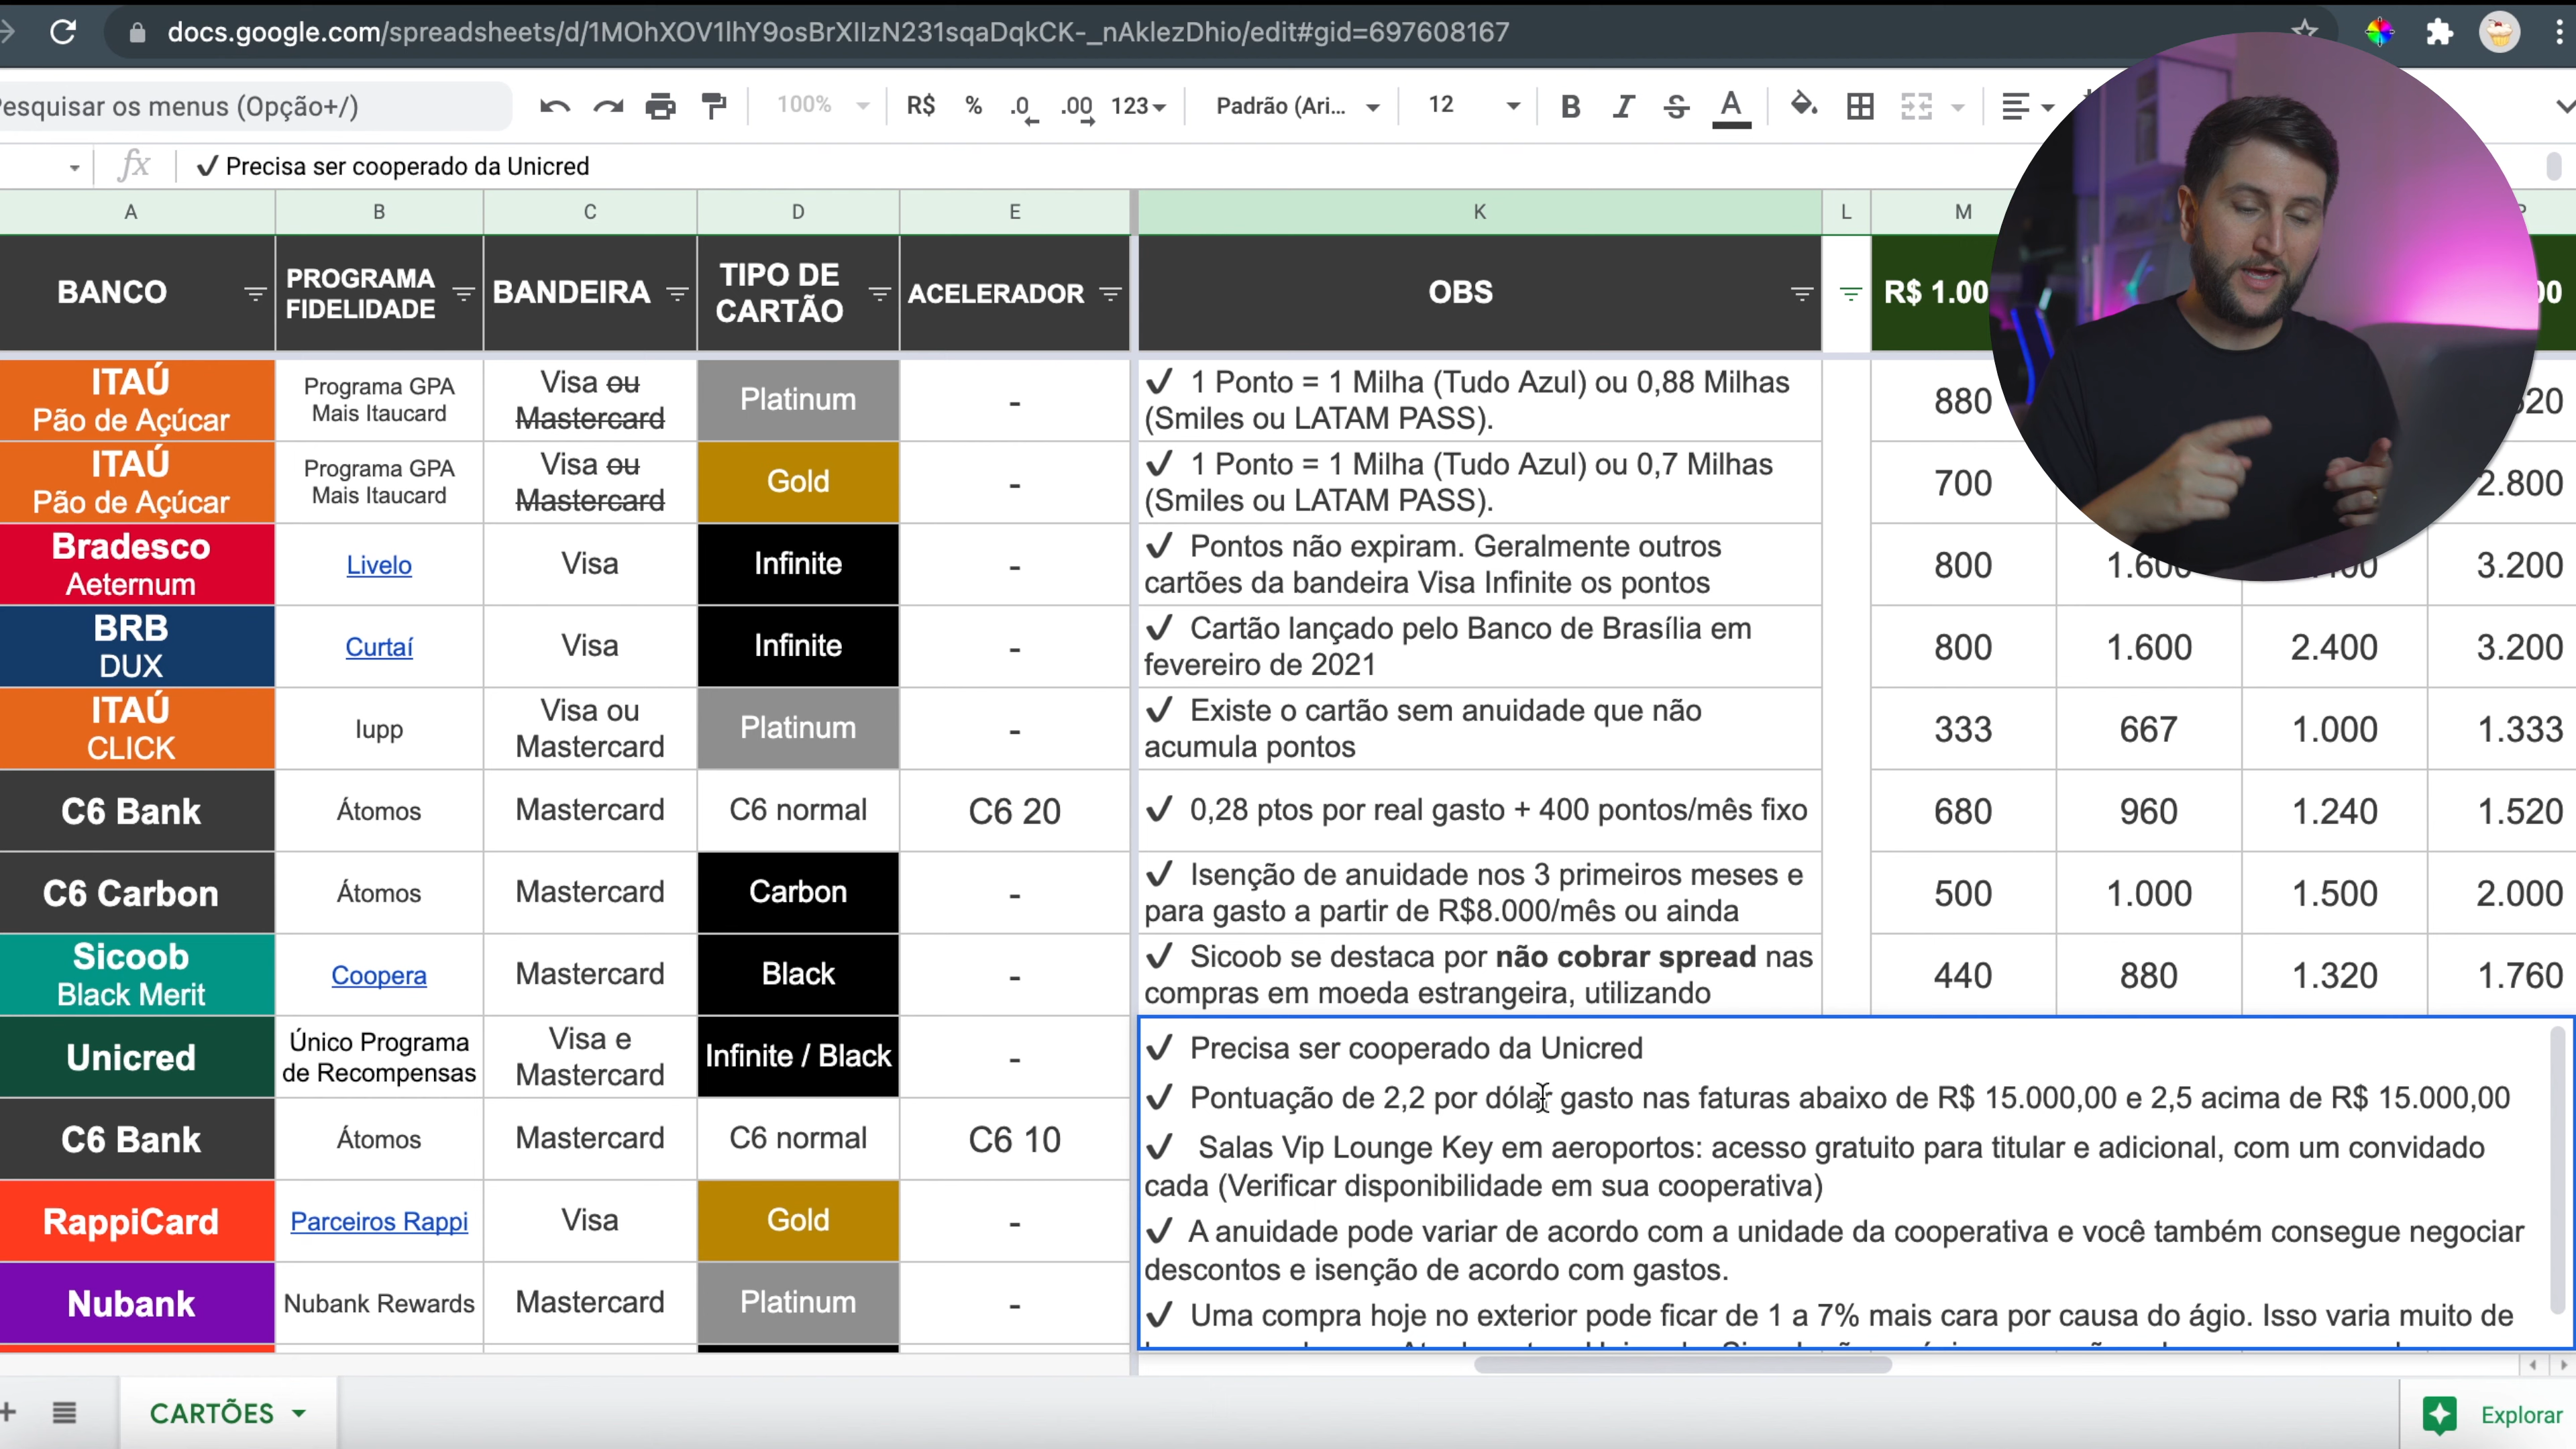 docs.google.com/spreadsheets/d/1MOhXOV1lhY9osBrXIIzN231sqaDqkCK-_nAklezDhio/edit#gid=697608167
Pesquisar os menus (Opção+/)
100%
R$
%
.0
.00
123
Padrão (Ari...
12
B
I
S
A
fx
✓ Precisa ser cooperado da Unicred
A
B
C
D
E
K
L
M
P
BANCO
PROGRAMA
FIDELIDADE
BANDEIRA
TIPO DE
CARTÃO
ACELERADOR
OBS
R$ 1.00
00
ITAÚ
Pão de Açúcar
Programa GPA
Mais Itaucard
Visa ou
Mastercard
Platinum
-
✓ 1 Ponto = 1 Milha (Tudo Azul) ou 0,88 Milhas
(Smiles ou LATAM PASS).
880
520
ITAÚ
Pão de Açúcar
Programa GPA
Mais Itaucard
Visa ou
Mastercard
Gold
-
✓ 1 Ponto = 1 Milha (Tudo Azul) ou 0,7 Milhas
(Smiles ou LATAM PASS).
700
2.800
Bradesco
Aeternum
Livelo
Visa
Infinite
-
✓ Pontos não expiram. Geralmente outros
cartões da bandeira Visa Infinite os pontos
800
1.600
3.200
BRB
DUX
Curtaí
Visa
Infinite
-
✓ Cartão lançado pelo Banco de Brasília em
fevereiro de 2021
800
1.600
2.400
3.200
ITAÚ
CLICK
Iupp
Visa ou
Mastercard
Platinum
-
✓ Existe o cartão sem anuidade que não
acumula pontos
333
667
1.000
1.333
C6 Bank
Átomos
Mastercard
C6 normal
C6 20
✓ 0,28 ptos por real gasto + 400 pontos/mês fixo
680
960
1.240
1.520
C6 Carbon
Átomos
Mastercard
Carbon
-
✓ Isenção de anuidade nos 3 primeiros meses e
para gasto a partir de R$8.000/mês ou ainda
500
1.000
1.500
2.000
Sicoob
Black Merit
Coopera
Mastercard
Black
-
✓ Sicoob se destaca por não cobrar spread nas
compras em moeda estrangeira, utilizando
440
880
1.320
1.760
Unicred
Único Programa
de Recompensas
Visa e
Mastercard
Infinite / Black
-
✓ Precisa ser cooperado da Unicred
✓ Pontuação de 2,2 por dólar gasto nas faturas abaixo de R$ 15.000,00 e 2,5 acima de R$ 15.000,00
✓ Salas Vip Lounge Key em aeroportos: acesso gratuito para titular e adicional, com um convidado
cada (Verificar disponibilidade em sua cooperativa)
✓ A anuidade pode variar de acordo com a unidade da cooperativa e você também consegue negociar
descontos e isenção de acordo com gastos.
✓ Uma compra hoje no exterior pode ficar de 1 a 7% mais cara por causa do ágio. Isso varia muito de
C6 Bank
Átomos
Mastercard
C6 normal
C6 10
RappiCard
Parceiros Rappi
Visa
Gold
-
Nubank
Nubank Rewards
Mastercard
Platinum
-
CARTÕES
Explorar